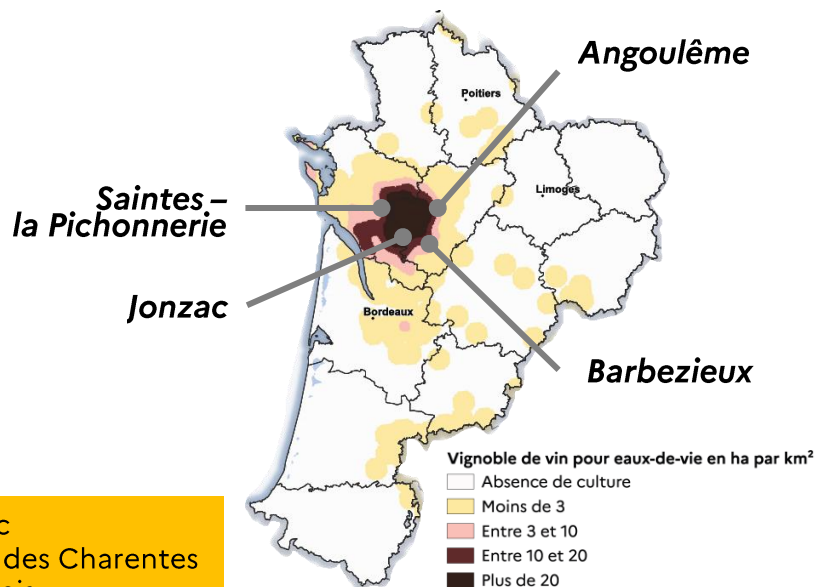 Angoulême
Poitiers
Saintes –
la Pichonnerie
Limoges
Jonzac
Bordeaux
Barbezieux
Vignoble de vin pour eaux-de-vie en ha par km²
Absence de culture
Moins de 3
Entre 3 et 10
Entre 10 et 20
Plus de 20
des Charentes